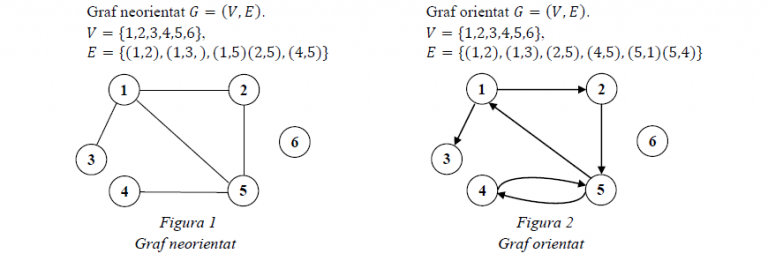 Graf neorientat G = (V, E).
V = {1,2,3,4,5,6},
E = {(1,2), (1,3, ), (1,5)(2,5), (4,5)}
1
2
6
3
4
5
Figura 1
Graf neorientat
Graf orientat G = (V, E).
V = {1,2,3,4,5,6},
E = {(1,2), (1,3), (2,5), (4,5), (5,1)(5,4)}
1
2
6
3
4
5
Figura 2
Graf orientat